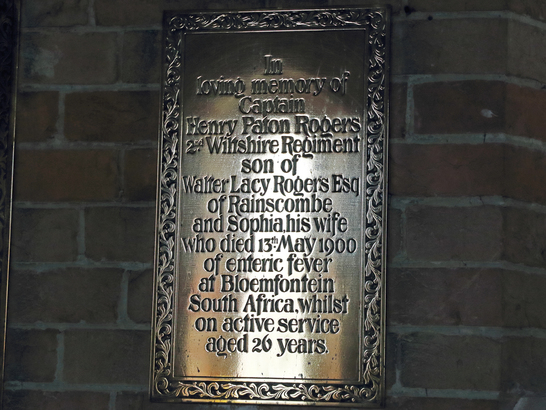 In
loving memory of
Captain
Henry Paton Rogers
2nd Wiltshire Regiment
son of
Walter Lacy Rogers Esq
of Rainscombe
and Sophia, his wife
who died 13th May 1900
of enteric fever
at Bloemfontein
South Africa, whilst
on active service
aged 26 years.